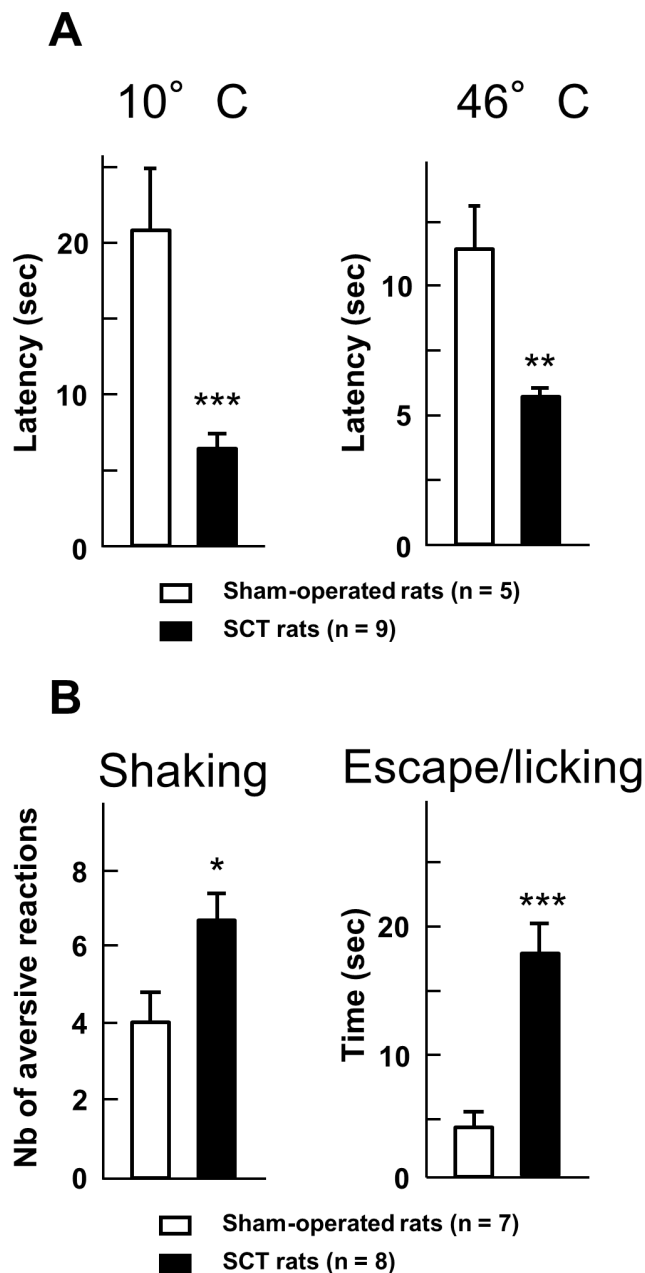 A
10° C
46° C
Latency (sec)
20
10
0
***
Latency (sec)
10
5
0
**
Sham-operated rats (n = 5)
SCT rats (n = 9)
B
Shaking
Escape/licking
Nb of aversive reactions
8
6
4
2
0
*
Time (sec)
20
10
0
***
Sham-operated rats (n = 7)
SCT rats (n = 8)